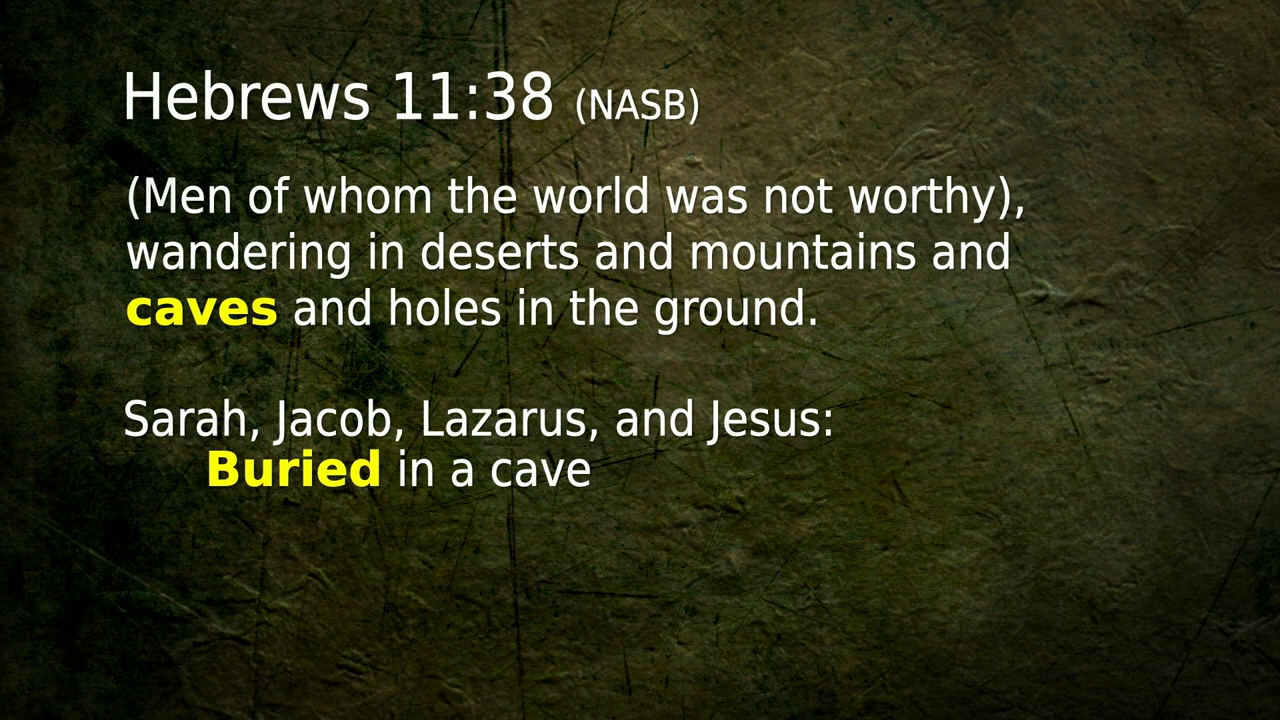 Hebrews 11:38 (NASB)
(Men of whom the world was not worthy),
wandering in deserts and mountains and
caves and holes in the ground.
Sarah, Jacob, Lazarus, and Jesus:
Buried in a cave